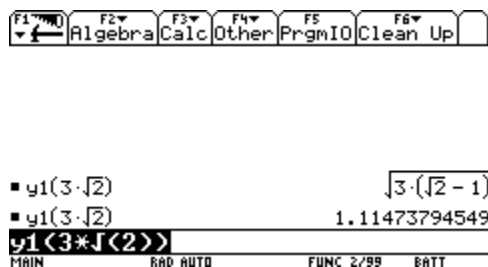 F1 F2 Algebra F3 Calc F4 Other F5 PrgmIO F6 Clean Up
y1(3·√2) √3·(√2 - 1)
y1(3·√2) 1.11473794549
y1(3*√(2))
MAIN RAD AUTO FUNC 2/99 BATT